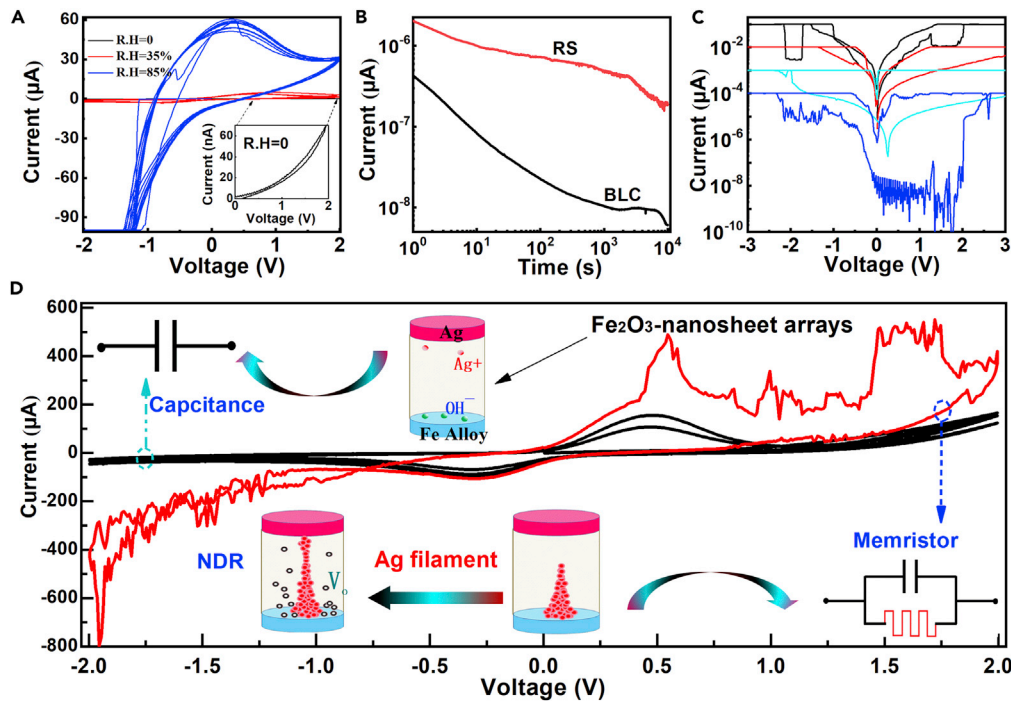 A
R.H=0
R.H=35%
R.H=85%
Current (μA)
60
30
0
-30
-60
-90
-2
-1
0
1
2
Voltage (V)
R.H=0
Current (nA)
60
40
20
0
0
1
2
Voltage (V)
B
Current (μA)
10⁻⁶
10⁻⁷
10⁻⁸
RS
BLC
10⁰
10¹
10²
10³
10⁴
Time (s)
C
Current (μA)
10⁻²
10⁻⁴
10⁻⁶
10⁻⁸
10⁻¹⁰
-3
-2
-1
0
1
2
3
Voltage (V)
D
Current (μA)
600
400
200
0
-200
-400
-600
-800
Capcitance
Ag
Ag+
OH⁻
Fe Alloy
Fe₂O₃-nanosheet arrays
NDR
Vₒ
Ag filament
Memristor
-2.0
-1.5
-1.0
-0.5
0.0
0.5
1.0
1.5
2.0
Voltage (V)